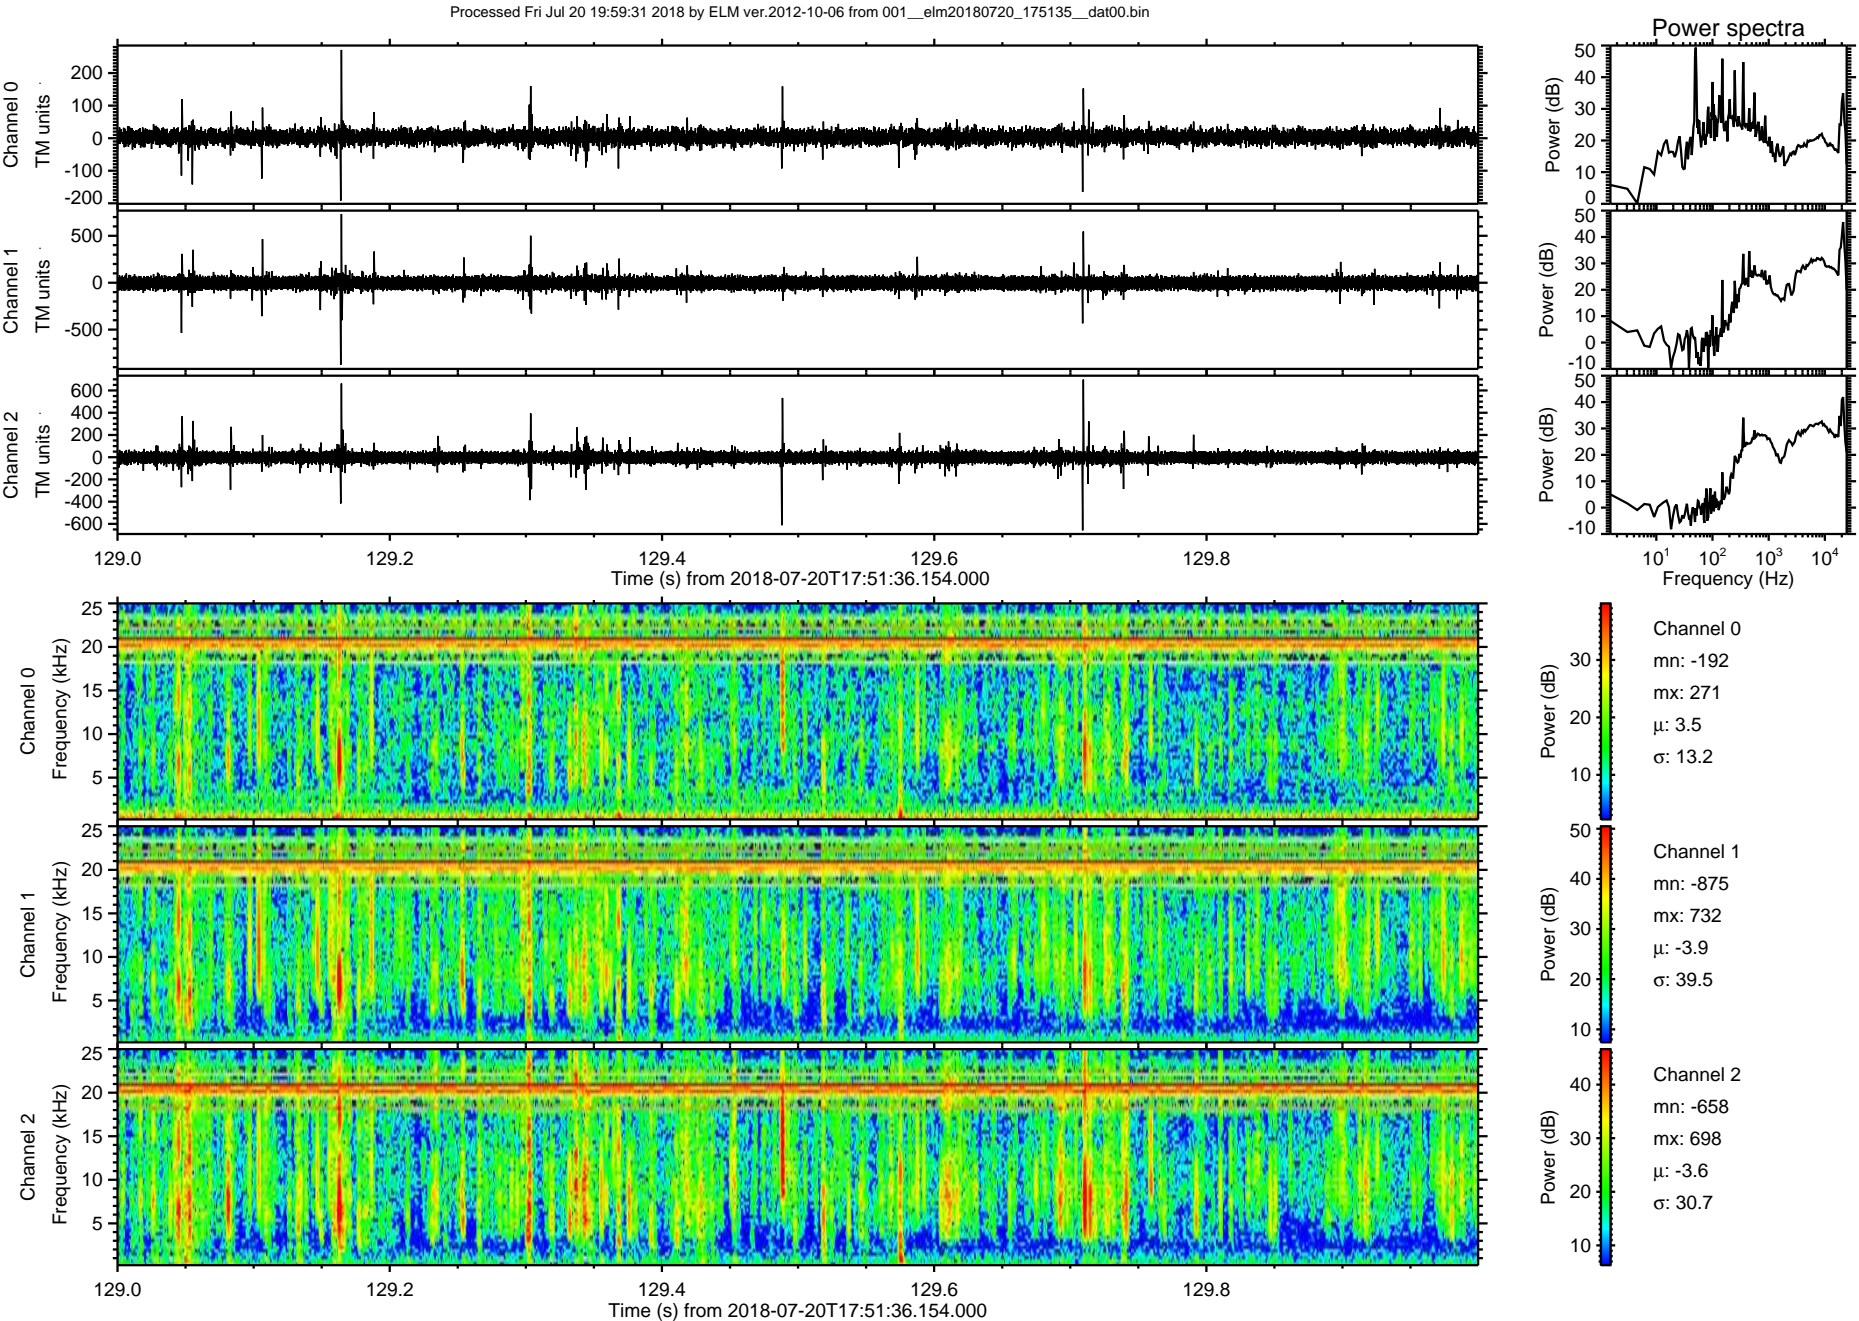 Processed Fri Jul 20 19:59:31 2018 by ELM ver.2012-10-06 from 001__elm20180720_175135__dat00.bin
Power spectra
Channel 0
TM units
200
100
0
-100
-200
Power (dB)
50
40
30
20
10
0
Channel 1
TM units
500
0
-500
Power (dB)
50
40
30
20
10
0
-10
Channel 2
TM units
600
400
200
0
-200
-400
-600
Power (dB)
50
40
30
20
10
0
-10
129.0 129.2 129.4 129.6 129.8
Time (s) from 2018-07-20T17:51:36.154.000
10¹ 10² 10³ 10⁴
Frequency (Hz)
Channel 0
Frequency (kHz)
25
20
15
10
5
Power (dB)
30
20
10
Channel 0
mn: -192
mx: 271
μ: 3.5
σ: 13.2
Channel 1
Frequency (kHz)
25
20
15
10
5
Power (dB)
50
40
30
20
10
Channel 1
mn: -875
mx: 732
μ: -3.9
σ: 39.5
Channel 2
Frequency (kHz)
25
20
15
10
5
Power (dB)
40
30
20
10
Channel 2
mn: -658
mx: 698
μ: -3.6
σ: 30.7
129.0 129.2 129.4 129.6 129.8
Time (s) from 2018-07-20T17:51:36.154.000